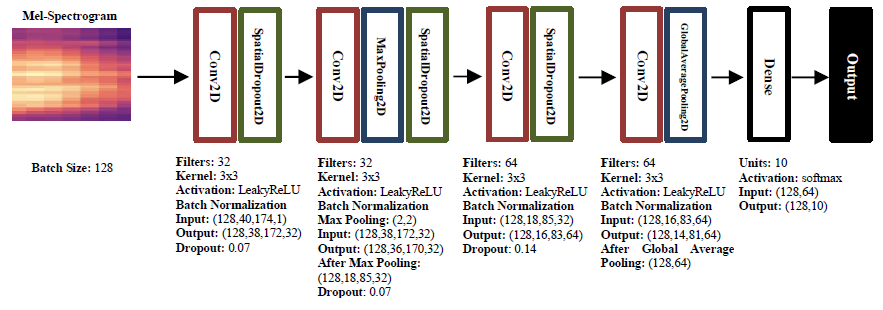 Mel-Spectrogram
Conv2D
SpatialDropout2D
Conv2D
MaxPooling2D
SpatialDropout2D
Conv2D
SpatialDropout2D
Conv2D
GlobalAveragePooling2D
Dense
Output
Batch Size: 128
Filters: 32
Kernel: 3x3
Activation: LeakyReLU
Batch Normalization
Input: (128,40,174,1)
Output: (128,38,172,32)
Dropout: 0.07
Filters: 32
Kernel: 3x3
Activation: LeakyReLU
Batch Normalization
Max Pooling: (2,2)
Input: (128,38,172,32)
Output: (128,36,170,32)
After Max Pooling:
(128,18,85,32)
Dropout: 0.07
Filters: 64
Kernel: 3x3
Activation: LeakyReLU
Batch Normalization
Input: (128,18,85,32)
Output: (128,16,83,64)
Dropout: 0.14
Filters: 64
Kernel: 3x3
Activation: LeakyReLU
Batch Normalization
Input: (128,16,83,64)
Output: (128,14,81,64)
After Global Average
Pooling: (128,64)
Units: 10
Activation: softmax
Input: (128,64)
Output: (128,10)